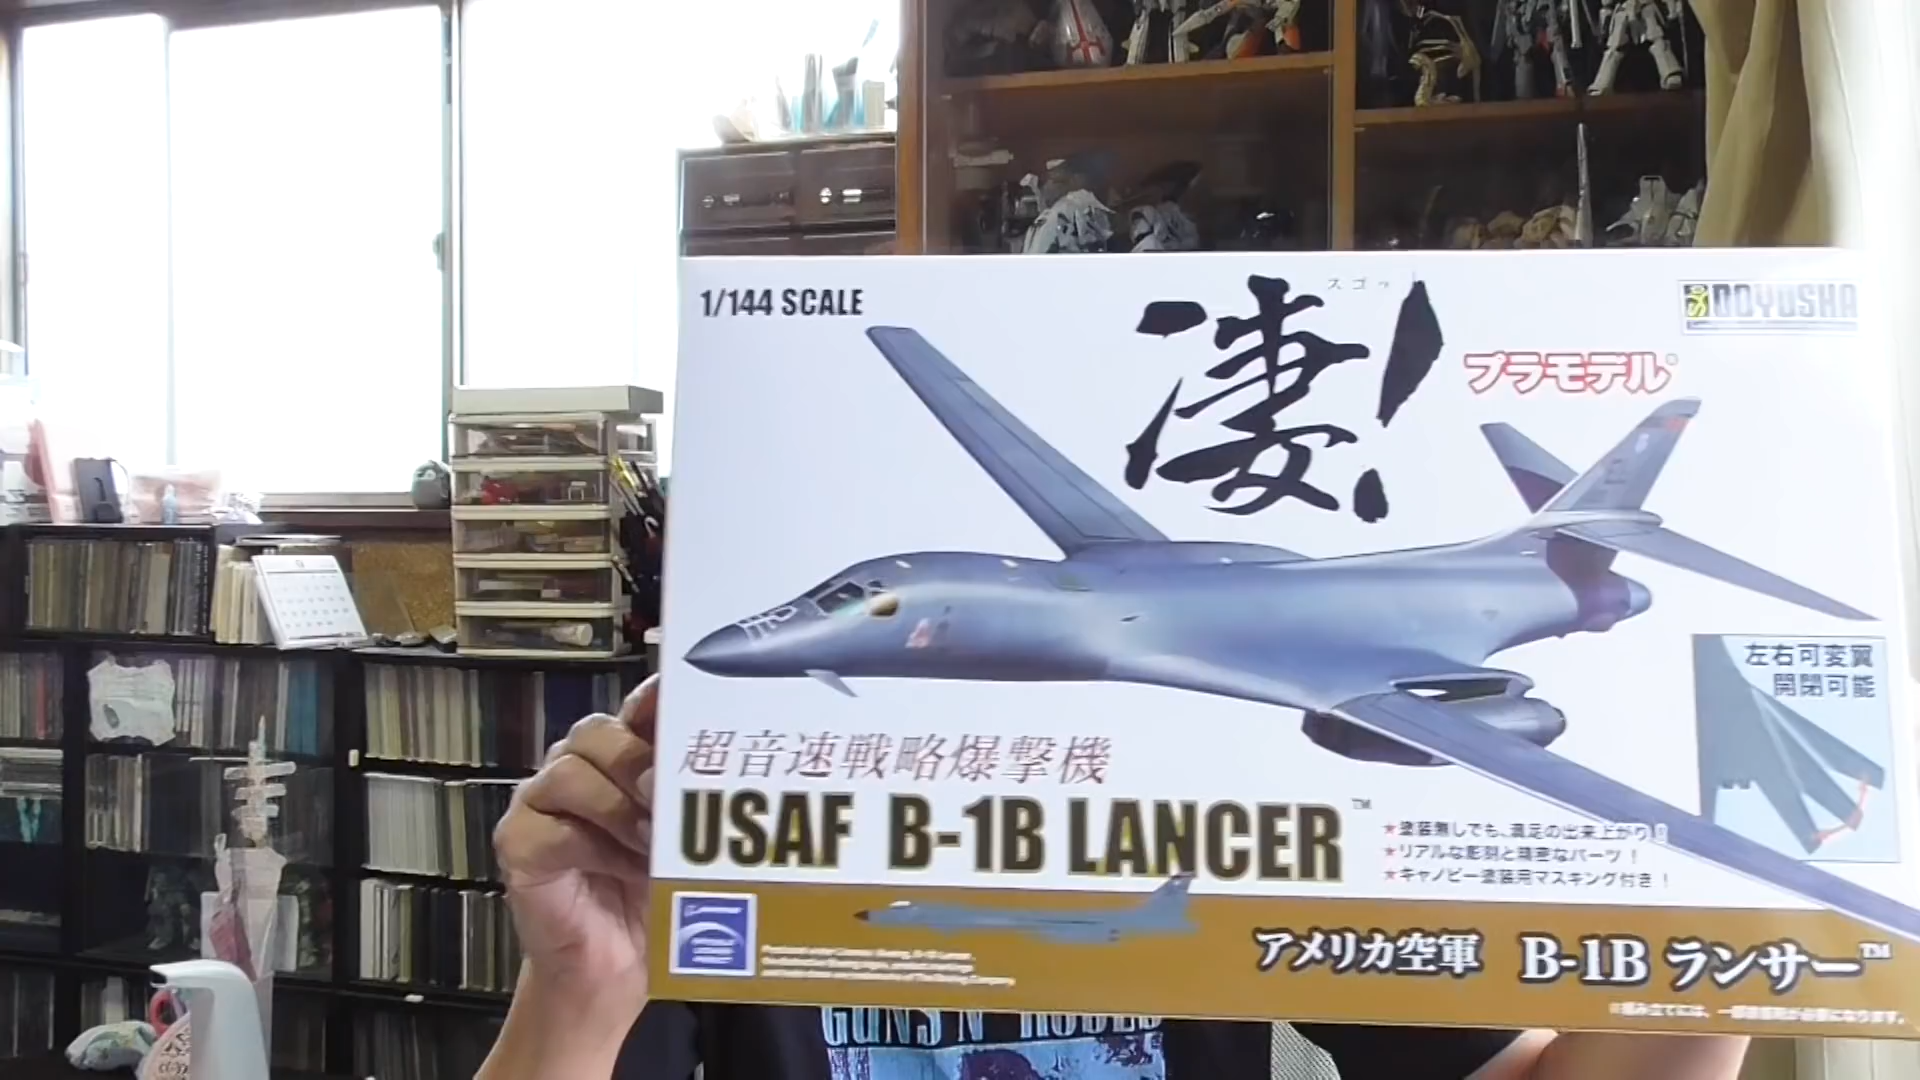 1/144 SCALE
スゴッ
凄!
DOYUSHA
プラモデル
左右可変翼
開閉可能
超音速戦略爆撃機
USAF B-1B LANCER™
★塗装無しでも、満足の出来上がり!
★リアルな彫刻と精密なパーツ!
★キャノピー塗装用マスキング付き!
アメリカ空軍 B-1B ランサー™
GUNS N' ROSES